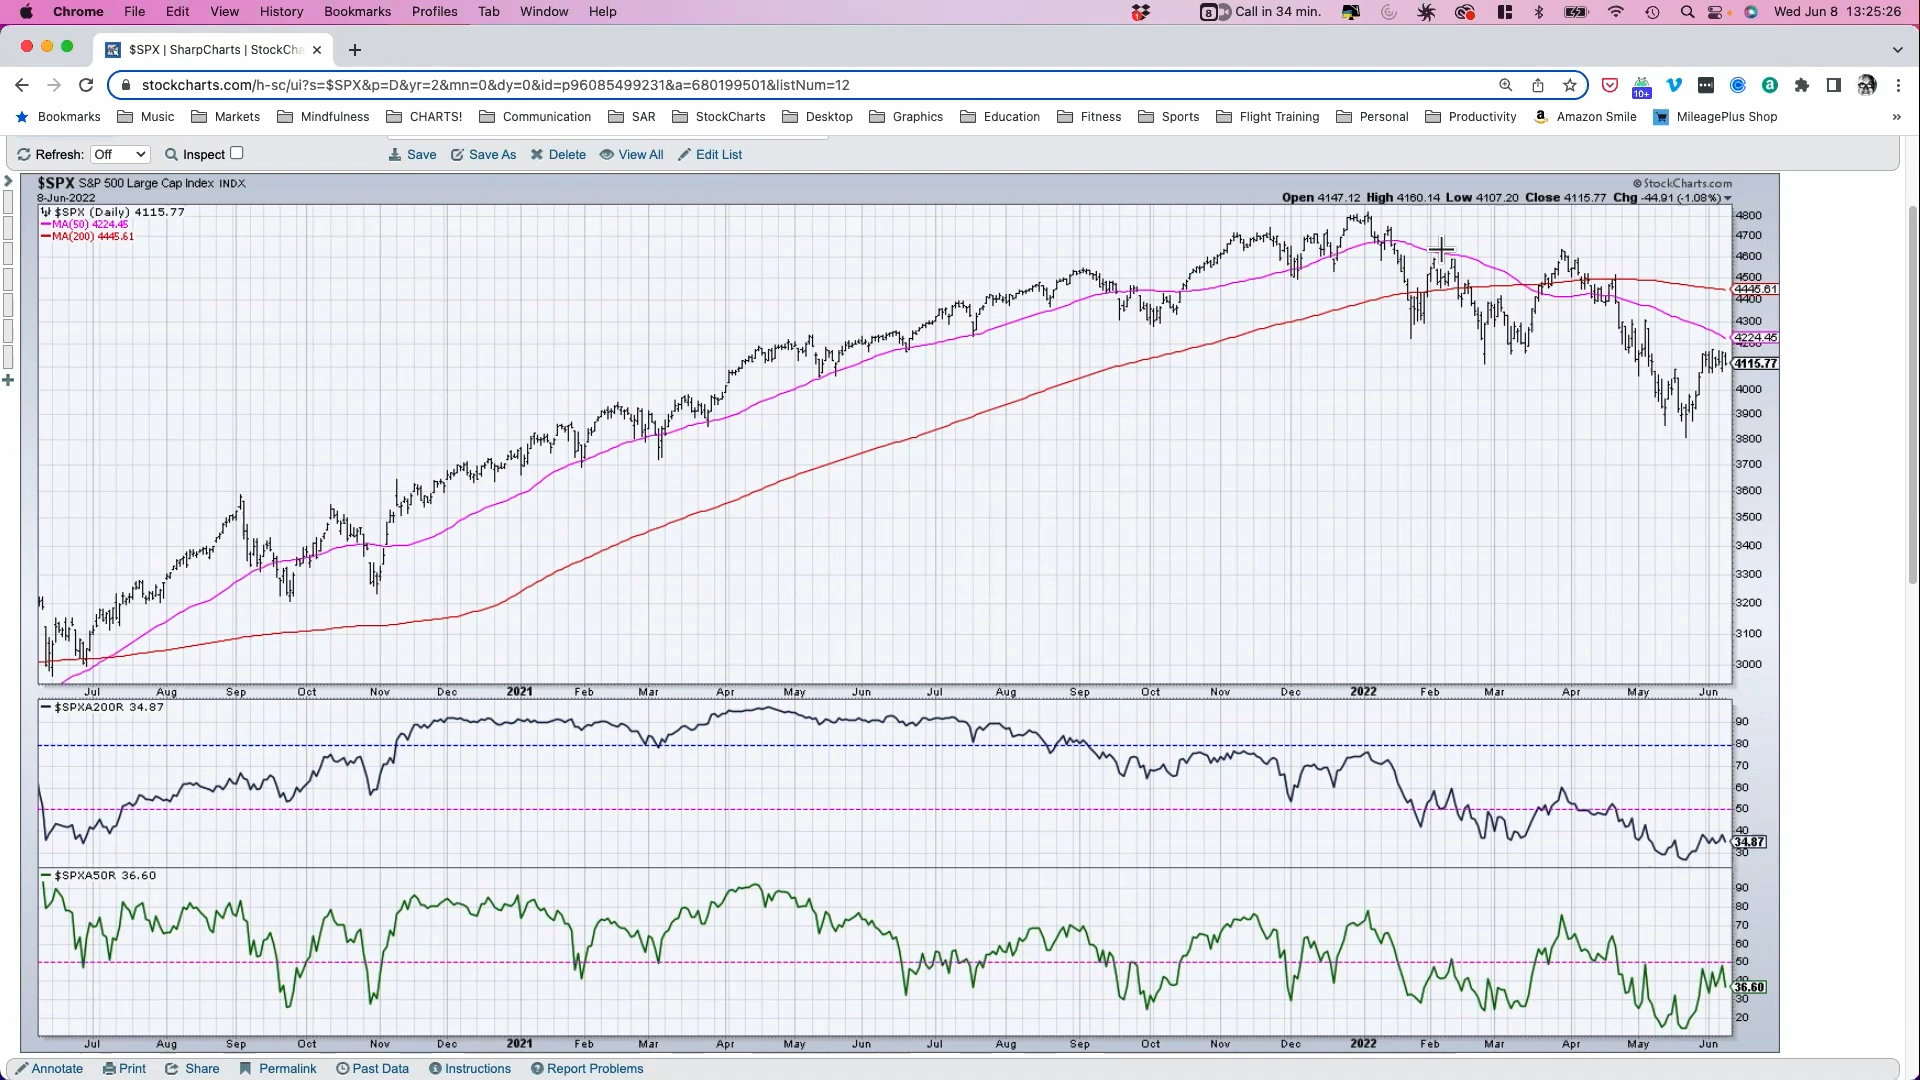 Chrome File Edit View History Bookmarks Profiles Tab Window Help 8 Call in 34 min. Wed Jun 8 13:25:26
$SPX | SharpCharts | StockCha
stockcharts.com/h-sc/ui?s=$SPX&p=D&yr=2&mn=0&dy=0&id=p96085499231&a=680199501&listNum=12
10+
Bookmarks Music Markets Mindfulness CHARTS! Communication SAR StockCharts Desktop Graphics Education Fitness Sports Flight Training Personal Productivity Amazon Smile MileagePlus Shop »
Refresh: Off Inspect Save Save As Delete View All Edit List
$SPX S&P 500 Large Cap Index INDX © StockCharts.com
8-Jun-2022 Open 4147.12 High 4160.14 Low 4107.20 Close 4115.77 Chg -44.91 (-1.08%)
$SPX (Daily) 4115.77
MA(50) 4224.45
MA(200) 4445.61
4800
4700
4600
4500
4445.61
4400
4300
4224.45
4200
4115.77
4000
3900
3800
3700
3600
3500
3400
3300
3200
3100
3000
Jul Aug Sep Oct Nov Dec 2021 Feb Mar Apr May Jun Jul Aug Sep Oct Nov Dec 2022 Feb Mar Apr May Jun
$SPXA200R 34.87
90
80
70
60
50
40
34.87
30
$SPXA50R 36.60
90
80
70
60
50
40
36.60
30
20
Jul Aug Sep Oct Nov Dec 2021 Feb Mar Apr May Jun Jul Aug Sep Oct Nov Dec 2022 Feb Mar Apr May Jun
Annotate Print Share Permalink Past Data Instructions Report Problems